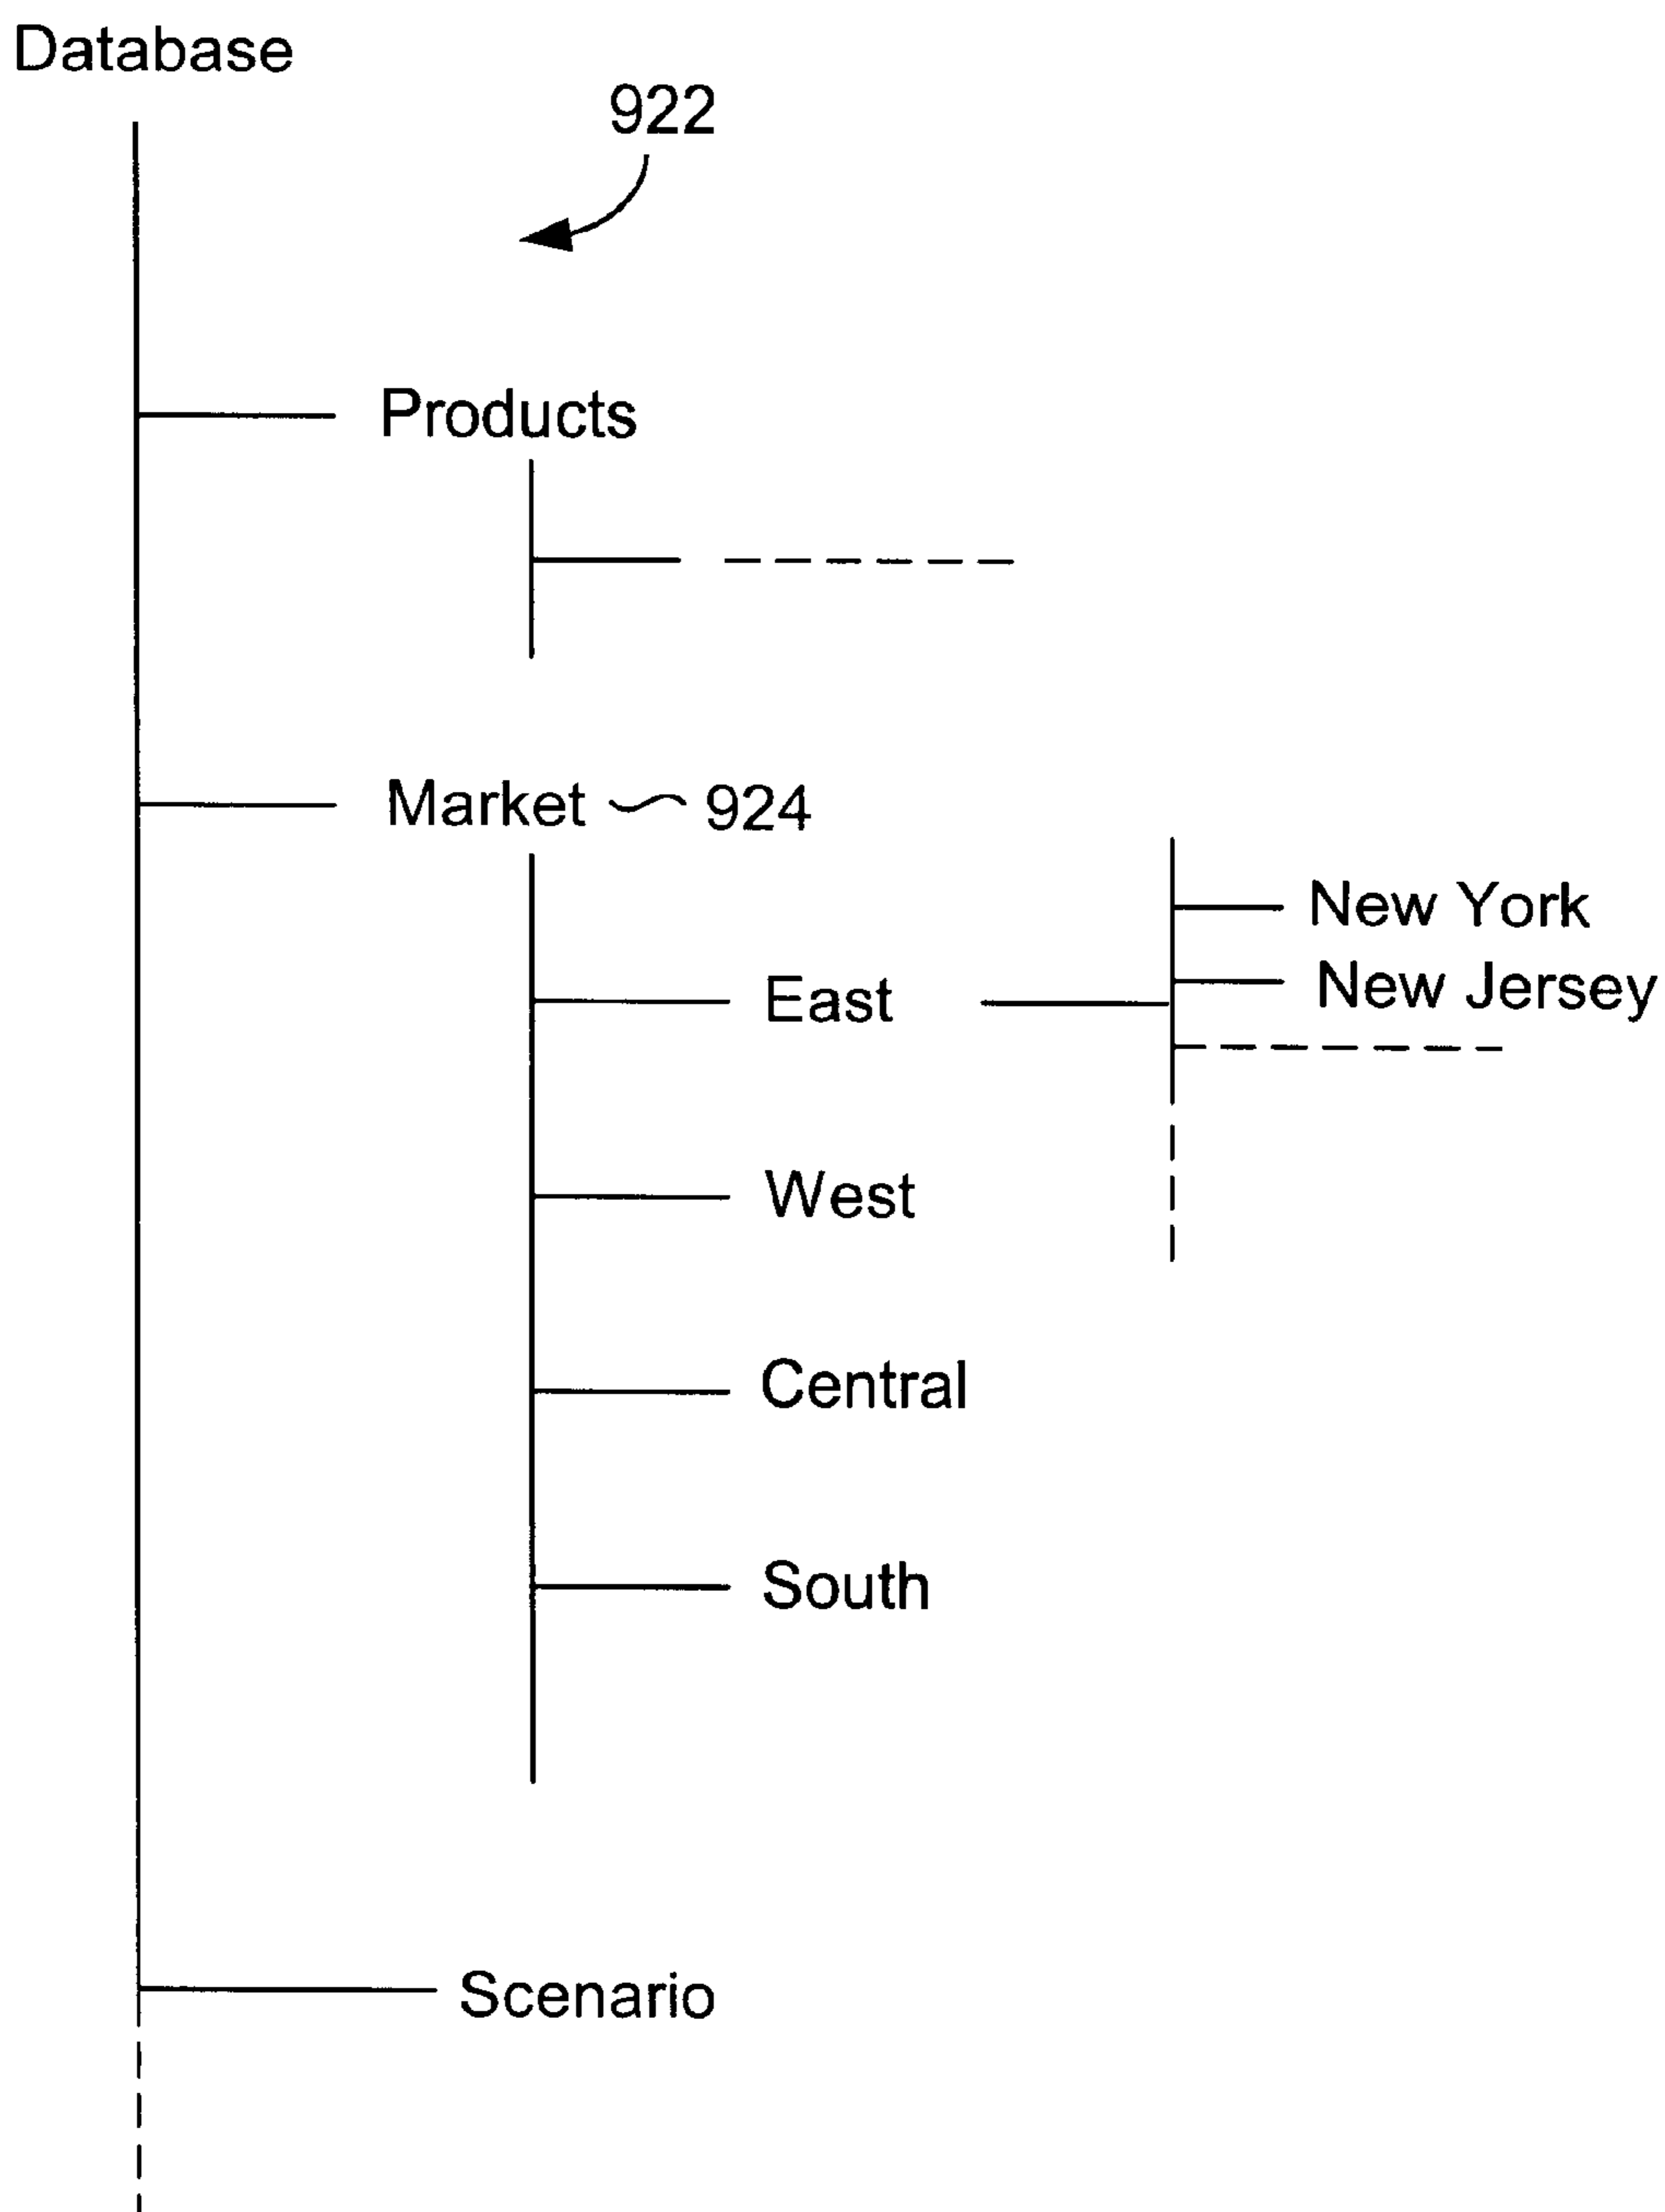 Database
922
Products
Market 924
New York
New Jersey
East
West
Central
South
Scenario